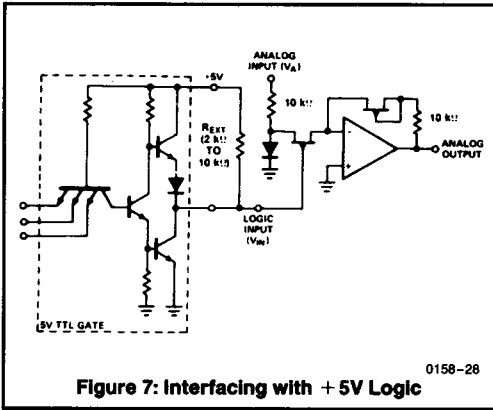 ANALOG
INPUT (VA)
+5V
10 kΩ
REXT
(2 kΩ
TO
10 kΩ)
10 kΩ
-
+
ANALOG
OUTPUT
LOGIC
INPUT
(VIN)
5V TTL GATE
0158-28
Figure 7: Interfacing with + 5V Logic